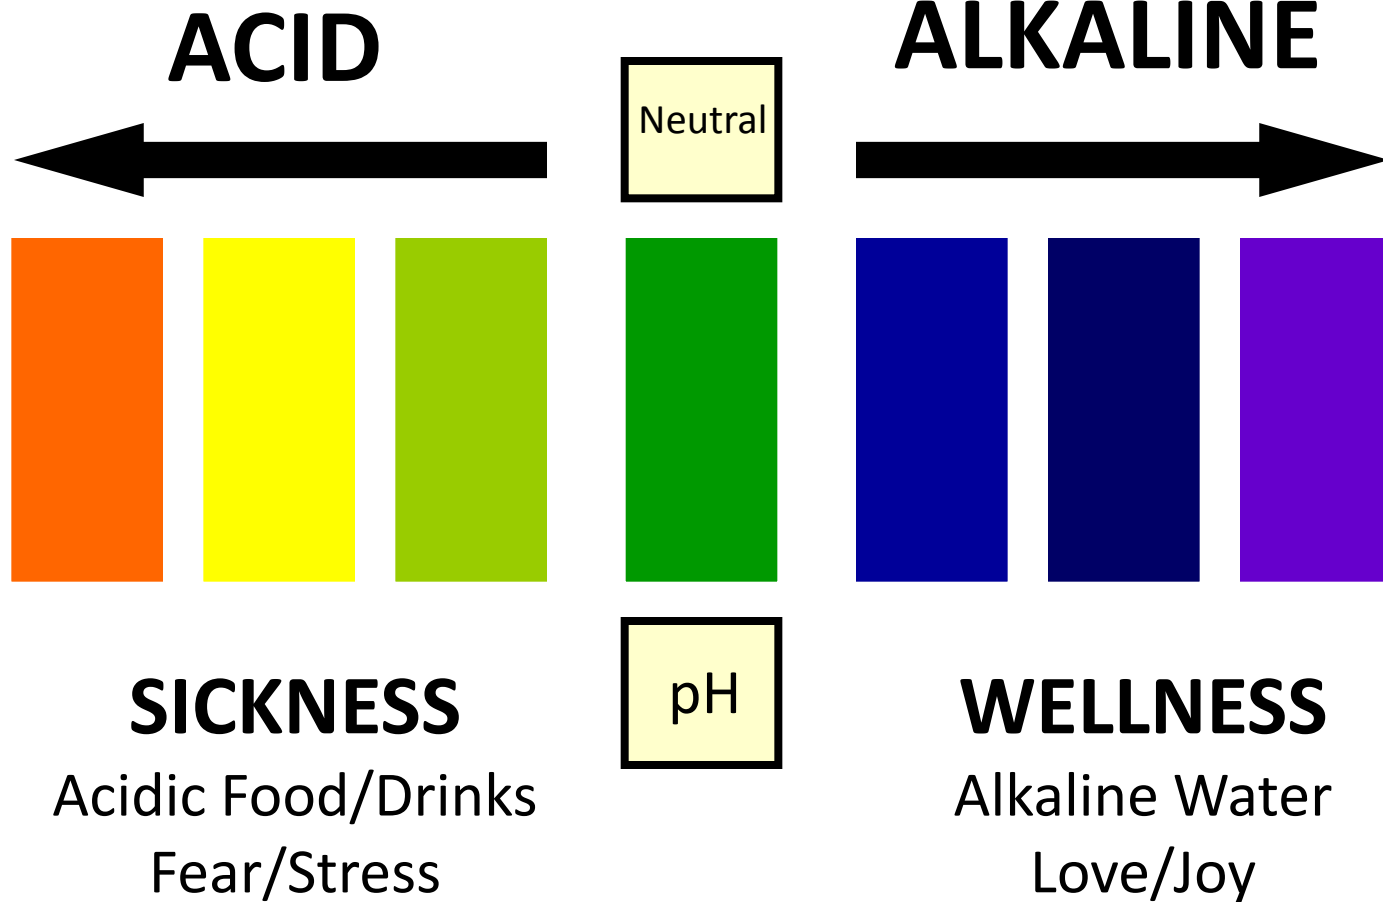 ACID
ALKALINE
Neutral
pH
SICKNESS
Acidic Food/Drinks
Fear/Stress
WELLNESS
Alkaline Water
Love/Joy